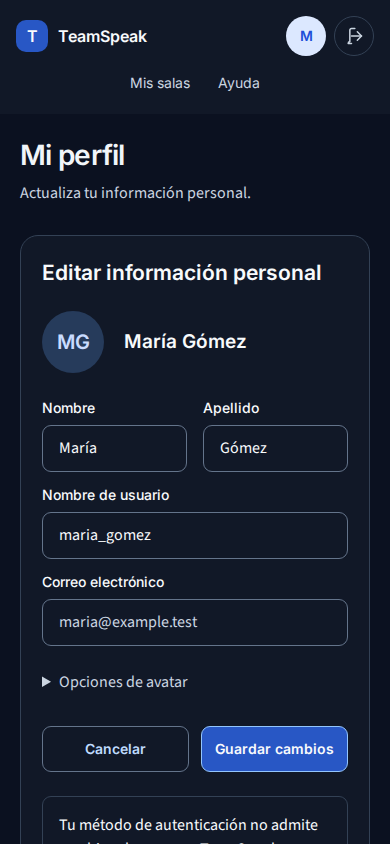 T TeamSpeak M
Mis salas Ayuda
Mi perfil
Actualiza tu información personal.
Editar información personal
MG María Gómez
Nombre Apellido
María Gómez
Nombre de usuario
maria_gomez
Correo electrónico
maria@example.test
Opciones de avatar
Cancelar Guardar cambios
Tu método de autenticación no admite